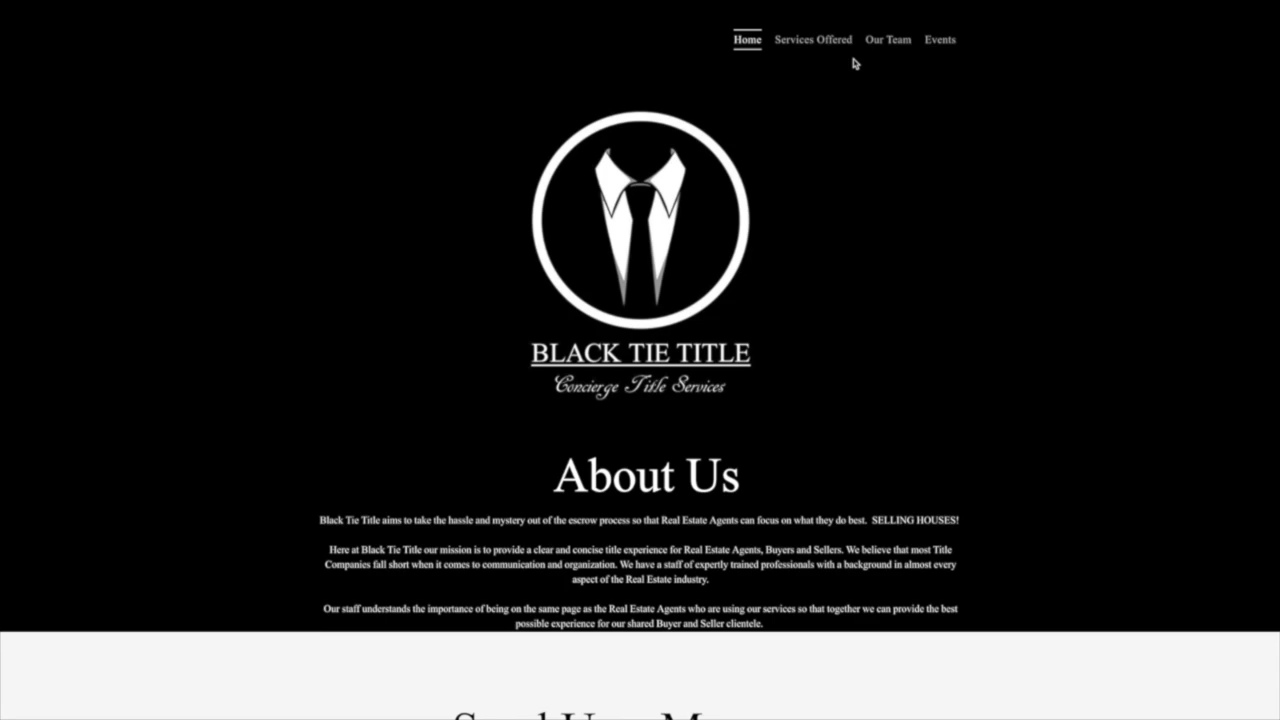 Home Services Offered Our Team Events
BLACK TIE TITLE
Concierge Title Services
About Us
Black Tie Title aims to take the hassle and mystery out of the escrow process so that Real Estate Agents can focus on what they do best. SELLING HOUSES!
Here at Black Tie Title our mission is to provide a clear and concise title experience for Real Estate Agents, Buyers and Sellers. We believe that most Title
Companies fall short when it comes to communication and organization. We have a staff of expertly trained professionals with a background in almost every
aspect of the Real Estate industry.
Our staff understands the importance of being on the same page as the Real Estate Agents who are using our services so that together we can provide the best
possible experience for our shared Buyer and Seller clientele.